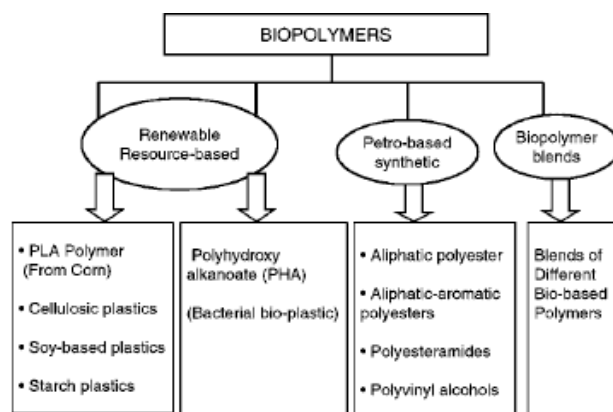 BIOPOLYMERS
Renewable
Resource-based
Petro-based
synthetic
Biopolymer
blends
• PLA Polymer
(From Corn)
• Cellulosic plastics
• Soy-based plastics
• Starch plastics
Polyhydroxy
alkanoate (PHA)
(Bacterial bio-plastic)
• Aliphatic polyester
• Aliphatic-aromatic
polyesters
• Polyesteramides
• Polyvinyl alcohols
Blends of
Different
Bio-based
Polymers